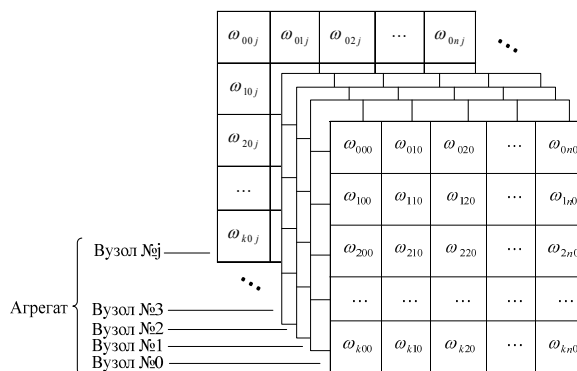 ω00j ω01j ω02j ... ω0nj
ω10j
ω20j
...
ωk0j
ω000 ω010 ω020 ... ω0n0
ω100 ω110 ω120 ... ω1n0
ω200 ω210 ω220 ... ω2n0
... ... ... ... ...
ωk00 ωk10 ωk20 ... ωkn0
Агрегат
Вузол №j
Вузол №3
Вузол №2
Вузол №1
Вузол №0